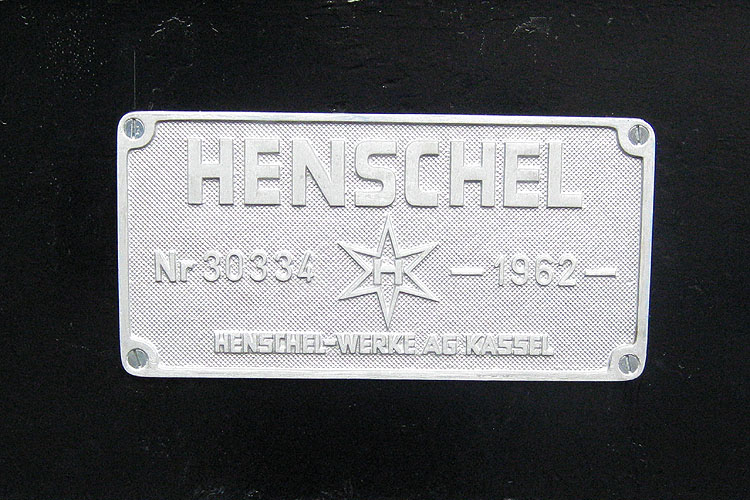 HENSCHEL
Nr 30334 H —1962—
HENSCHEL-WERKE AG KASSEL